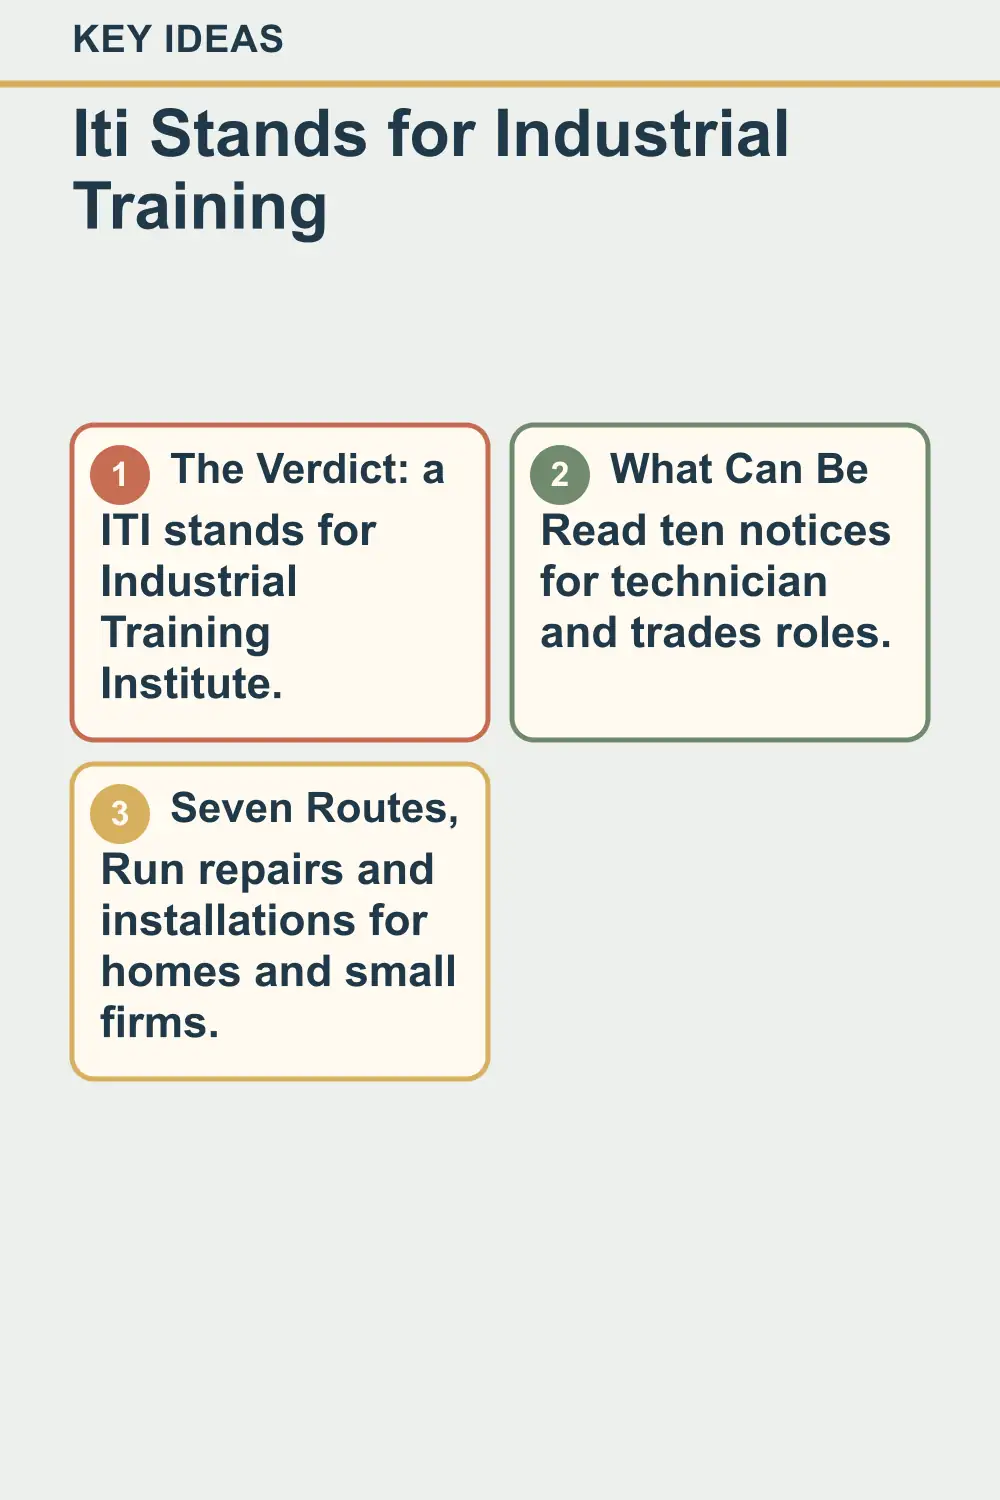 KEY IDEAS
Iti Stands for Industrial
Training
1 The Verdict: a
ITI stands for
Industrial
Training
Institute.
2 What Can Be
Read ten notices
for technician
and trades roles.
3 Seven Routes,
Run repairs and
installations for
homes and small
firms.